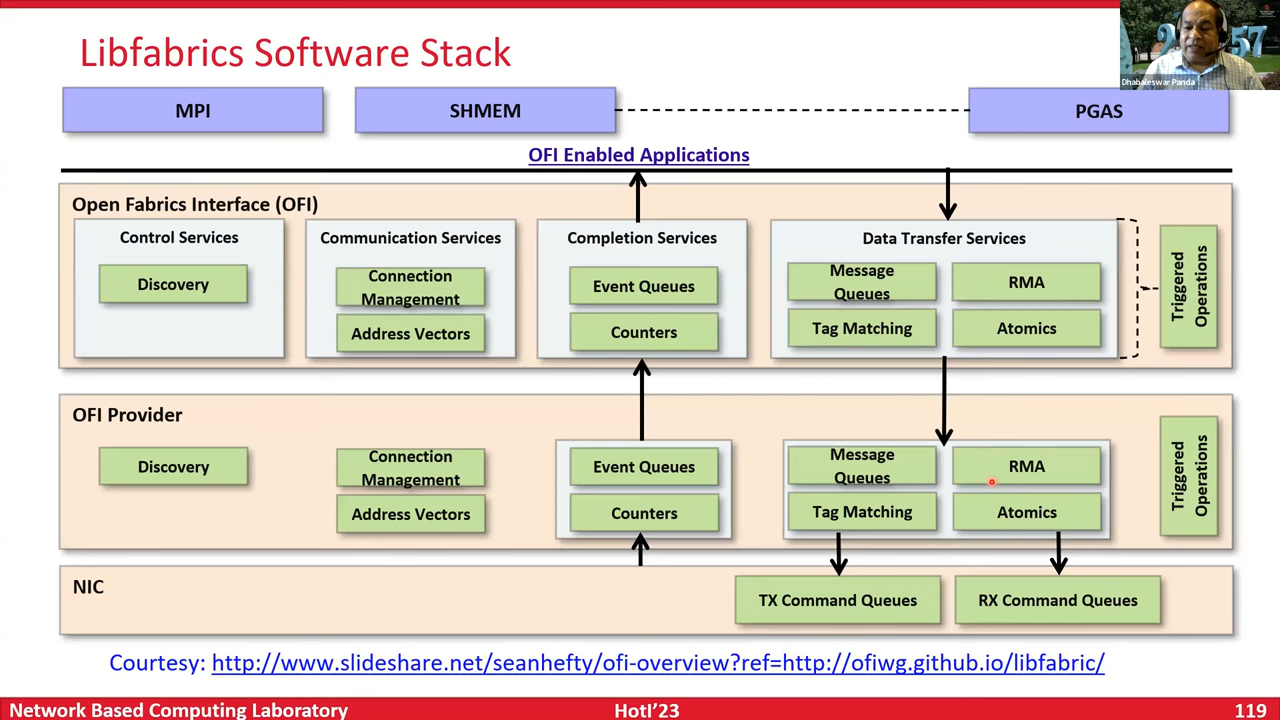 Libfabrics Software Stack
57
Dhabaleswar Panda
MPI
SHMEM
PGAS
OFI Enabled Applications
Open Fabrics Interface (OFI)
Control Services
Discovery
Communication Services
Connection
Management
Address Vectors
Completion Services
Event Queues
Counters
Data Transfer Services
Message
Queues
RMA
Tag Matching
Atomics
Triggered
Operations
OFI Provider
Discovery
Connection
Management
Address Vectors
Event Queues
Counters
Message
Queues
RMA
Tag Matching
Atomics
Triggered
Operations
NIC
TX Command Queues
RX Command Queues
Courtesy: http://www.slideshare.net/seanhefty/ofi-overview?ref=http://ofiwg.github.io/libfabric/
Network Based Computing Laboratory
HotI'23
119